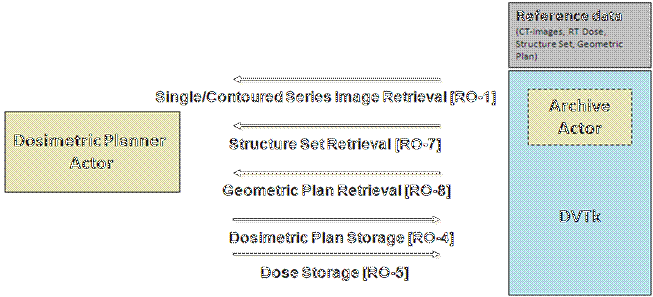 Reference data
(CT-Images, RT Dose,
Structure Set, Geometric
Plan)
Single/Contoured Series Image Retrieval [RO-1]
Archive
Actor
Dosimetric Planner
Actor
Structure Set Retrieval [RO-7]
Geometric Plan Retrieval [RO-8]
DVTk
Dosimetric Plan Storage [RO-4]
Dose Storage [RO-5]